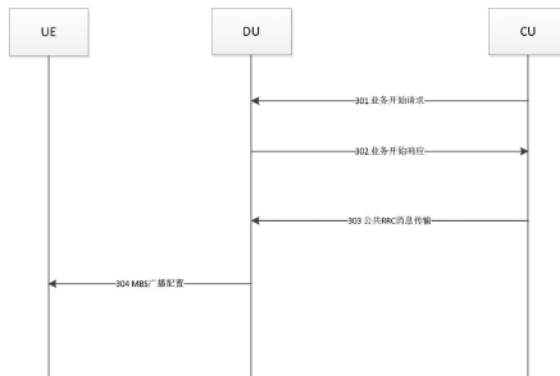 UE
DU
CU
301 业务开始请求
302 业务开始响应
303 公共RRC消息传输
304 MBS广播配置